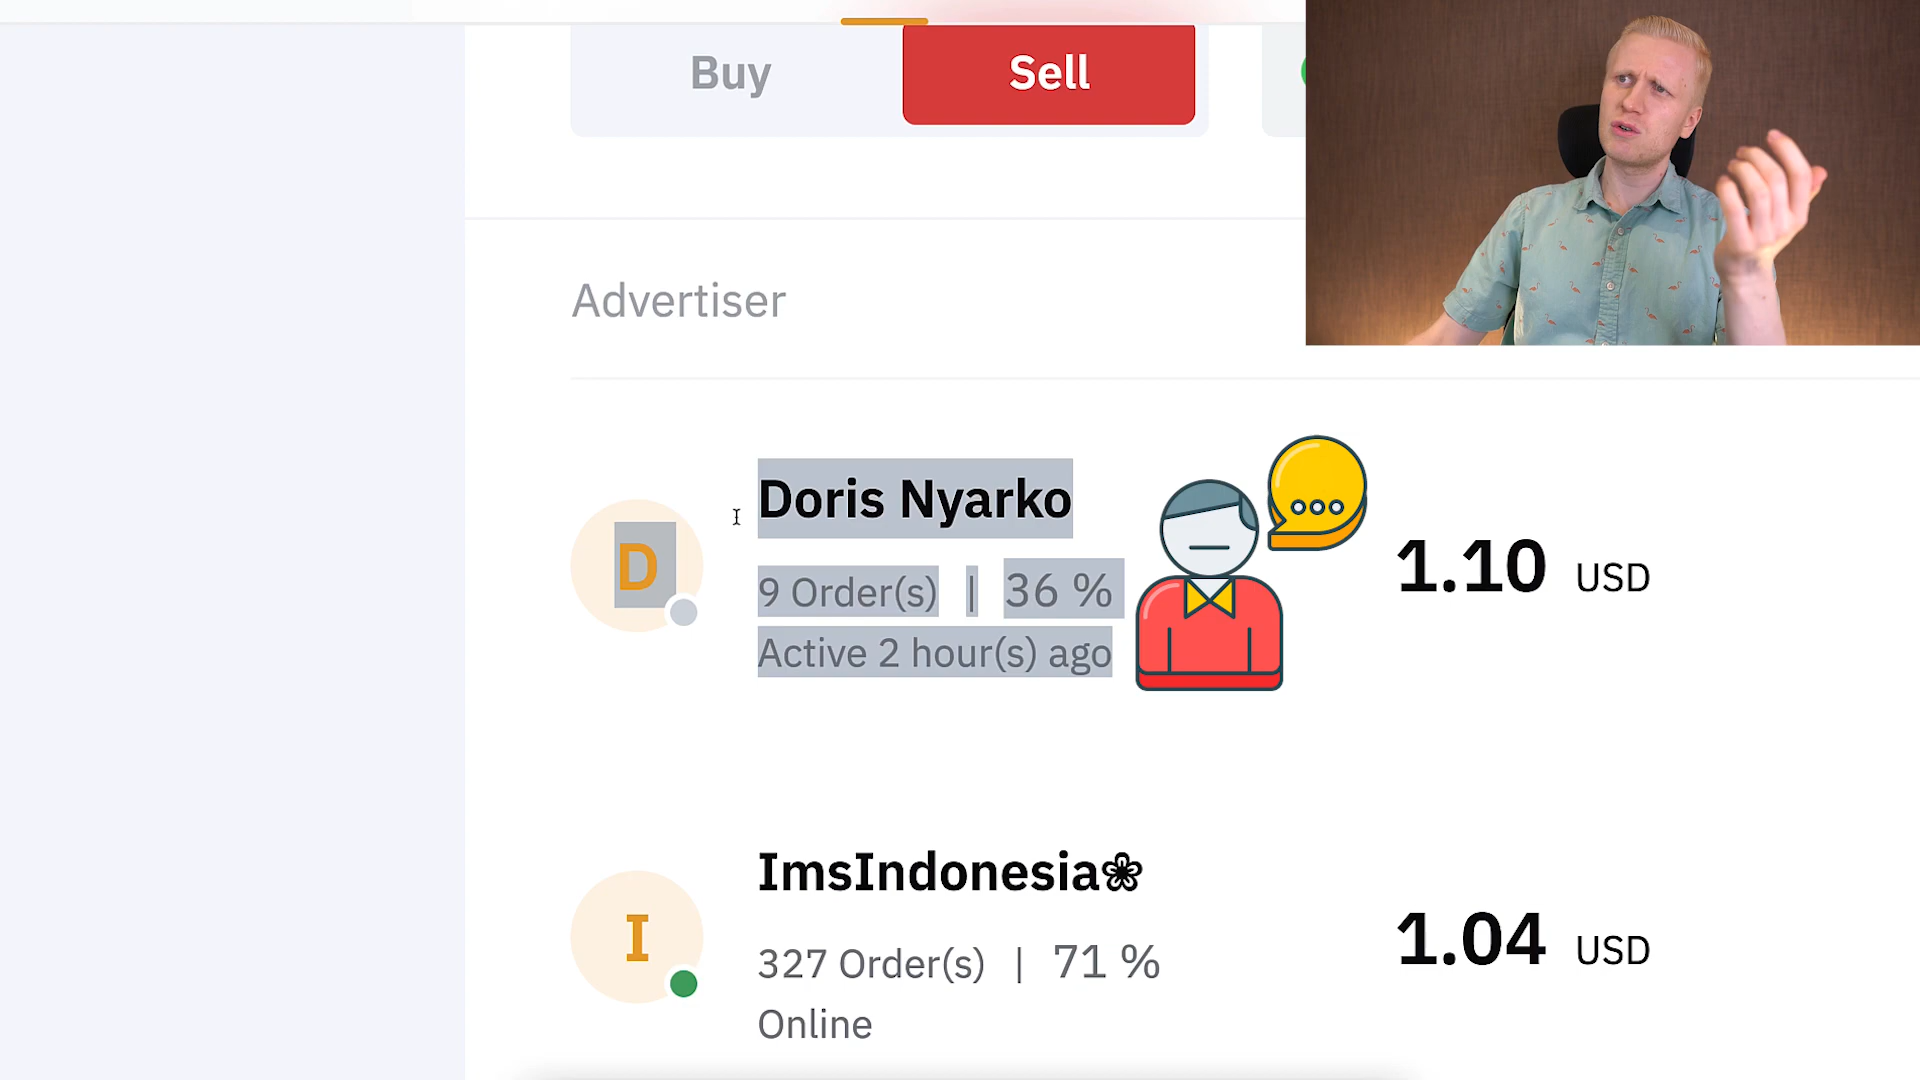 Buy
Sell
Advertiser
D
Doris Nyarko
9 Order(s) | 36 %
Active 2 hour(s) ago
1.10 USD
I
ImsIndonesia❀
327 Order(s) | 71 %
Online
1.04 USD